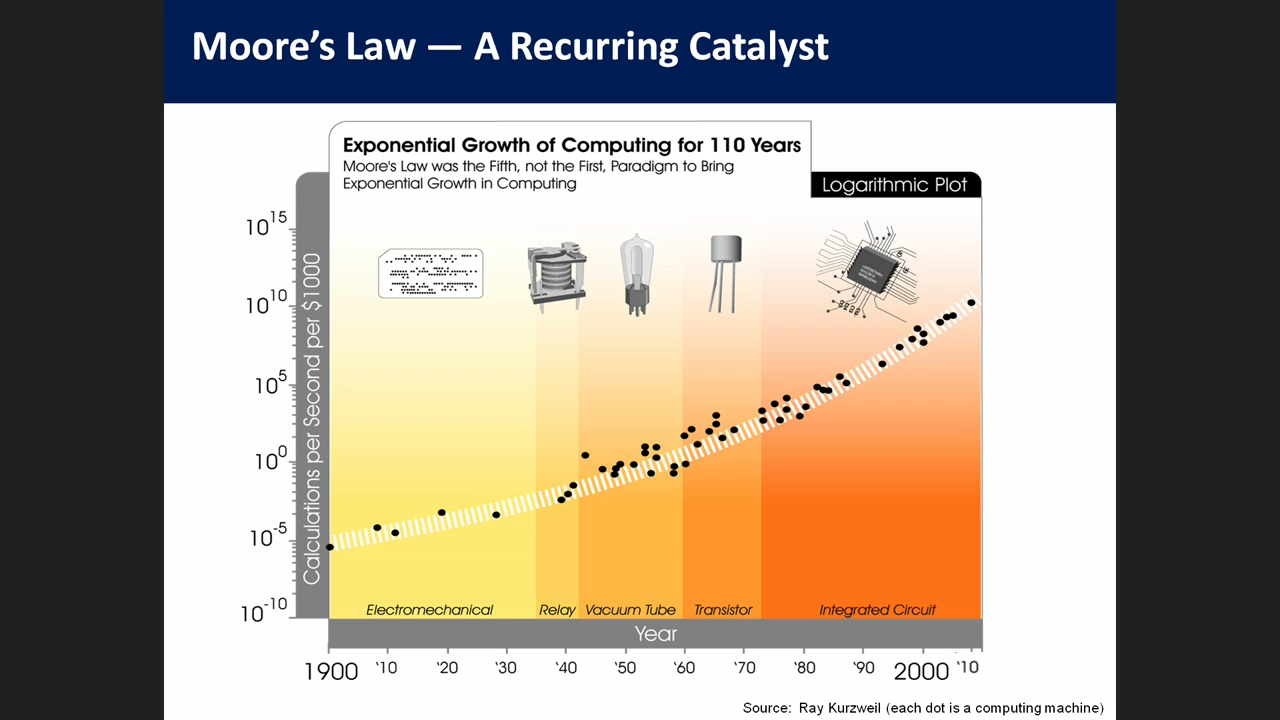 Moore's Law — A Recurring Catalyst
Exponential Growth of Computing for 110 Years
Moore's Law was the Fifth, not the First, Paradigm to Bring
Exponential Growth in Computing
Logarithmic Plot
Calculations per Second per $1000
10^15
10^10
10^5
10^0
10^-5
10^-10
Electromechanical Relay Vacuum Tube Transistor Integrated Circuit
Year
1900 '10 '20 '30 '40 '50 '60 '70 '80 '90 2000 '10
Source: Ray Kurzweil (each dot is a computing machine)